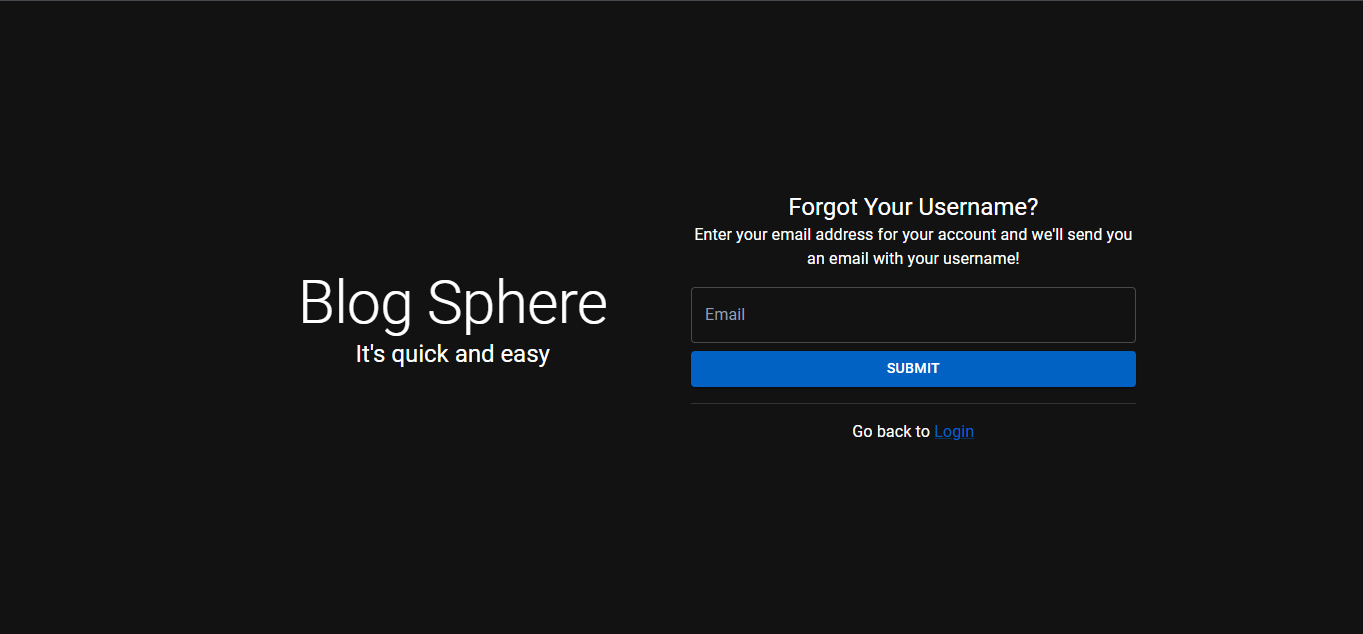 Blog Sphere
It's quick and easy
Forgot Your Username?
Enter your email address for your account and we'll send you
an email with your username!
Email
SUBMIT
Go back to Login